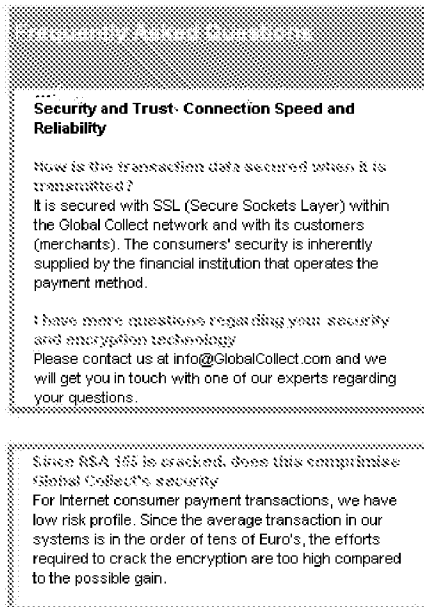 Frequently Asked Questions
Security and Trust- Connection Speed and
Reliability
How is the transaction data secured when it is
transmitted?
It is secured with SSL (Secure Sockets Layer) within
the Global Collect network and with its customers
(merchants). The consumers' security is inherently
supplied by the financial institution that operates the
payment method.
I have more questions regarding your security
and encryption technology
Please contact us at info@GlobalCollect.com and we
will get you in touch with one of our experts regarding
your questions.
Since RSA 155 is cracked, does this comprimise
Global Collect's security
For Internet consumer payment transactions, we have
low risk profile. Since the average transaction in our
systems is in the order of tens of Euro's, the efforts
required to crack the encryption are too high compared
to the possible gain.